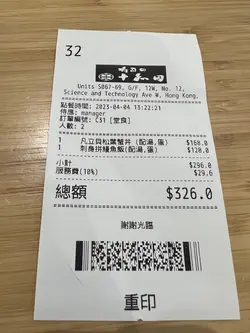 32
十和田
Units S067-69, G/F, 12W, No. 12,
Science and Technology Ave W, Hong Kong,
點餐時間: 2023-04-04 13:22:21
侍應: manager
訂單編號: C31 [堂食]
人數: 2
1 凡立貝松葉蟹丼 (配湯,蛋) $168.0
1 刺身拼鰻魚飯(配湯,蛋) $128.0
小計 $296.0
服務費(10%) $29.6
總額 $326.0
謝謝光臨
重印